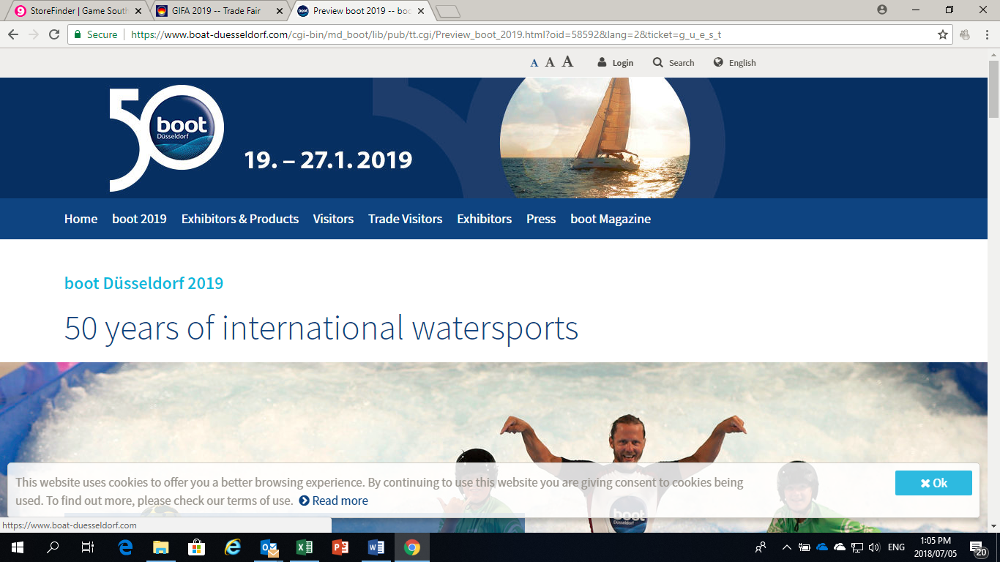 StoreFinder | Game South
GIFA 2019 -- Trade Fair
Preview boot 2019 -- boo
Secure
https://www.boat-duesseldorf.com/cgi-bin/md_boot/lib/pub/tt.cgi/Preview_boot_2019.html?oid=58592&lang=2&ticket=g_u_e_s_t
A A A Login Search English
50
boot
Düsseldorf
19. – 27.1. 2019
Home boot 2019 Exhibitors & Products Visitors Trade Visitors Exhibitors Press boot Magazine
boot Düsseldorf 2019
50 years of international watersports
This website uses cookies to offer you a better browsing experience. By continuing to use this website you are giving consent to cookies being
used. To find out more, please check our terms of use. Read more
Ok
boot
Düsseldorf
https://www.boat-duesseldorf.com
ENG
1:05 PM
2018/07/05
20